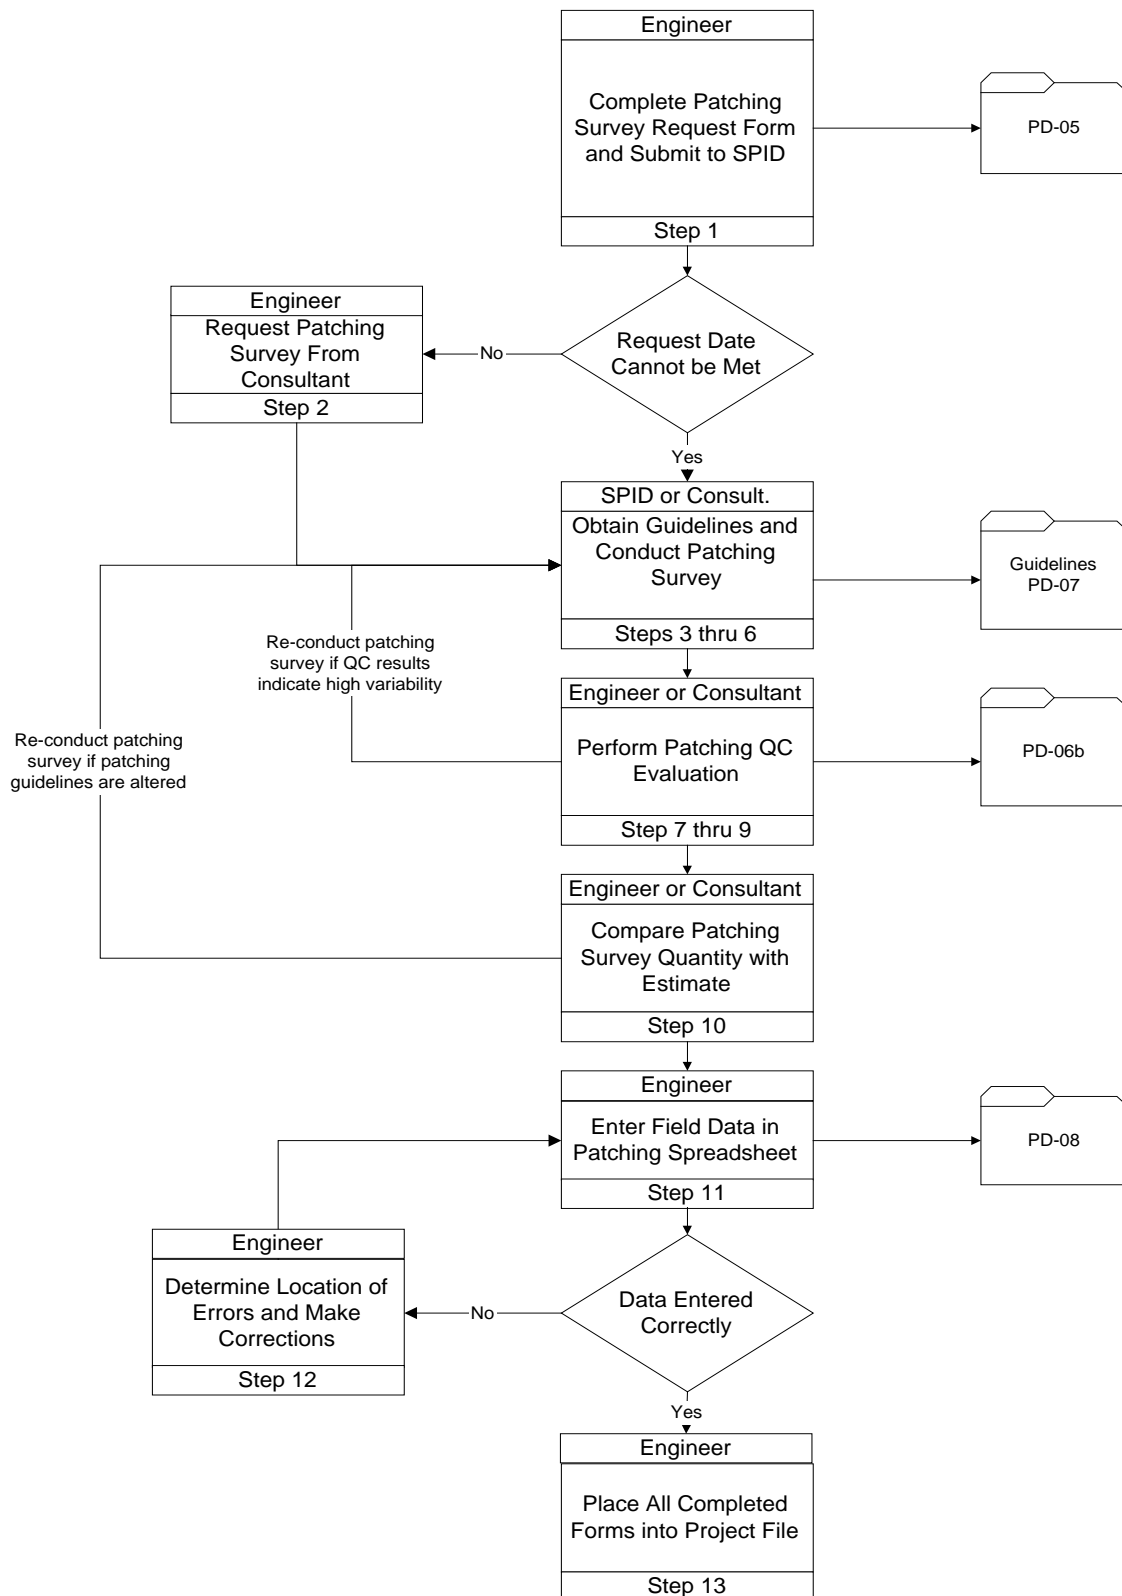 Engineer
Complete Patching
Survey Request Form
and Submit to SPID
Step 1
PD-05
Request Date
Cannot be Met
No
Yes
Engineer
Request Patching
Survey From
Consultant
Step 2
SPID or Consult.
Obtain Guidelines and
Conduct Patching
Survey
Steps 3 thru 6
Guidelines
PD-07
Re-conduct patching
survey if QC results
indicate high variability
Re-conduct patching
survey if patching
guidelines are altered
Engineer or Consultant
Perform Patching QC
Evaluation
Step 7 thru 9
PD-06b
Engineer or Consultant
Compare Patching
Survey Quantity with
Estimate
Step 10
Engineer
Enter Field Data in
Patching Spreadsheet
Step 11
PD-08
Engineer
Determine Location of
Errors and Make
Corrections
Step 12
No
Data Entered
Correctly
Yes
Engineer
Place All Completed
Forms into Project File
Step 13